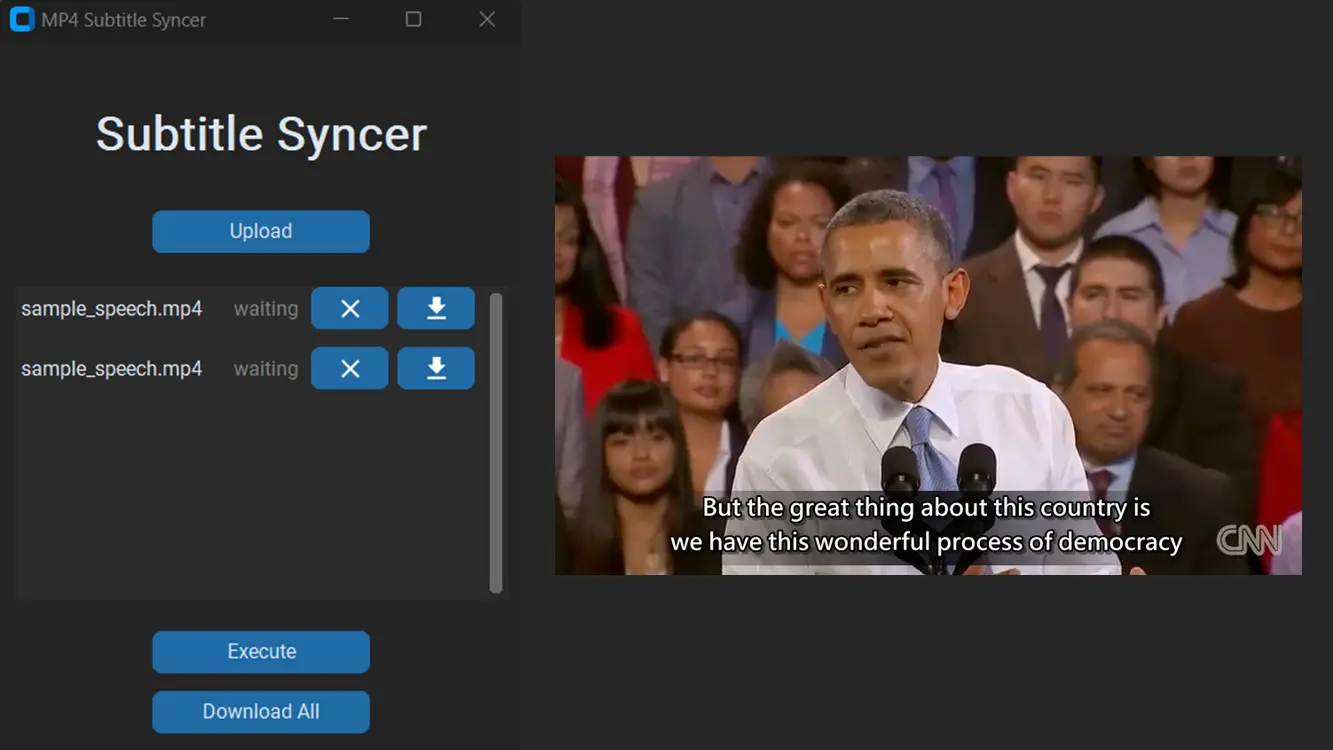 MP4 Subtitle Syncer
Subtitle Syncer
Upload
sample_speech.mp4 waiting
sample_speech.mp4 waiting
Execute
Download All
But the great thing about this country is
we have this wonderful process of democracy
CNN